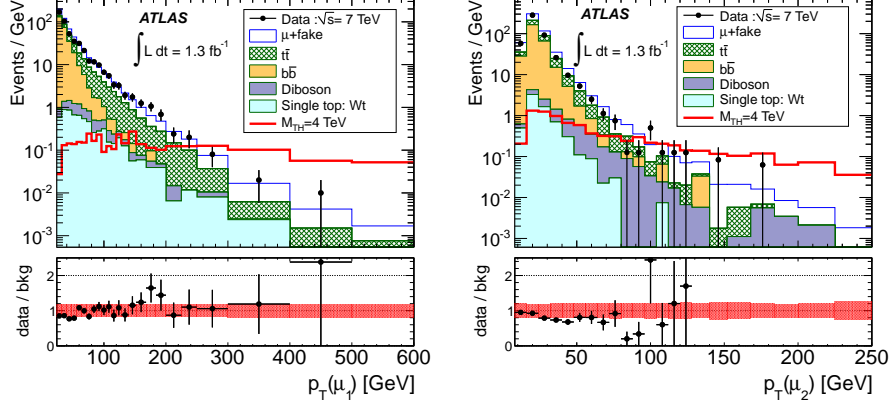 ATLAS
∫ L dt = 1.3 fb⁻¹
Data : √s= 7 TeV
μ+fake
tt̄
bb̄
Diboson
Single top: Wt
M_TH=4 TeV
Events / GeV
10²
10
1
10⁻¹
10⁻²
10⁻³
data / bkg
2
1
0
100 200 300 400 500 600
p_T(μ₁) [GeV]
ATLAS
∫ L dt = 1.3 fb⁻¹
Data : √s= 7 TeV
μ+fake
tt̄
bb̄
Diboson
Single top: Wt
M_TH=4 TeV
Events / GeV
10²
10
1
10⁻¹
10⁻²
10⁻³
data / bkg
2
1
0
50 100 150 200 250
p_T(μ₂) [GeV]